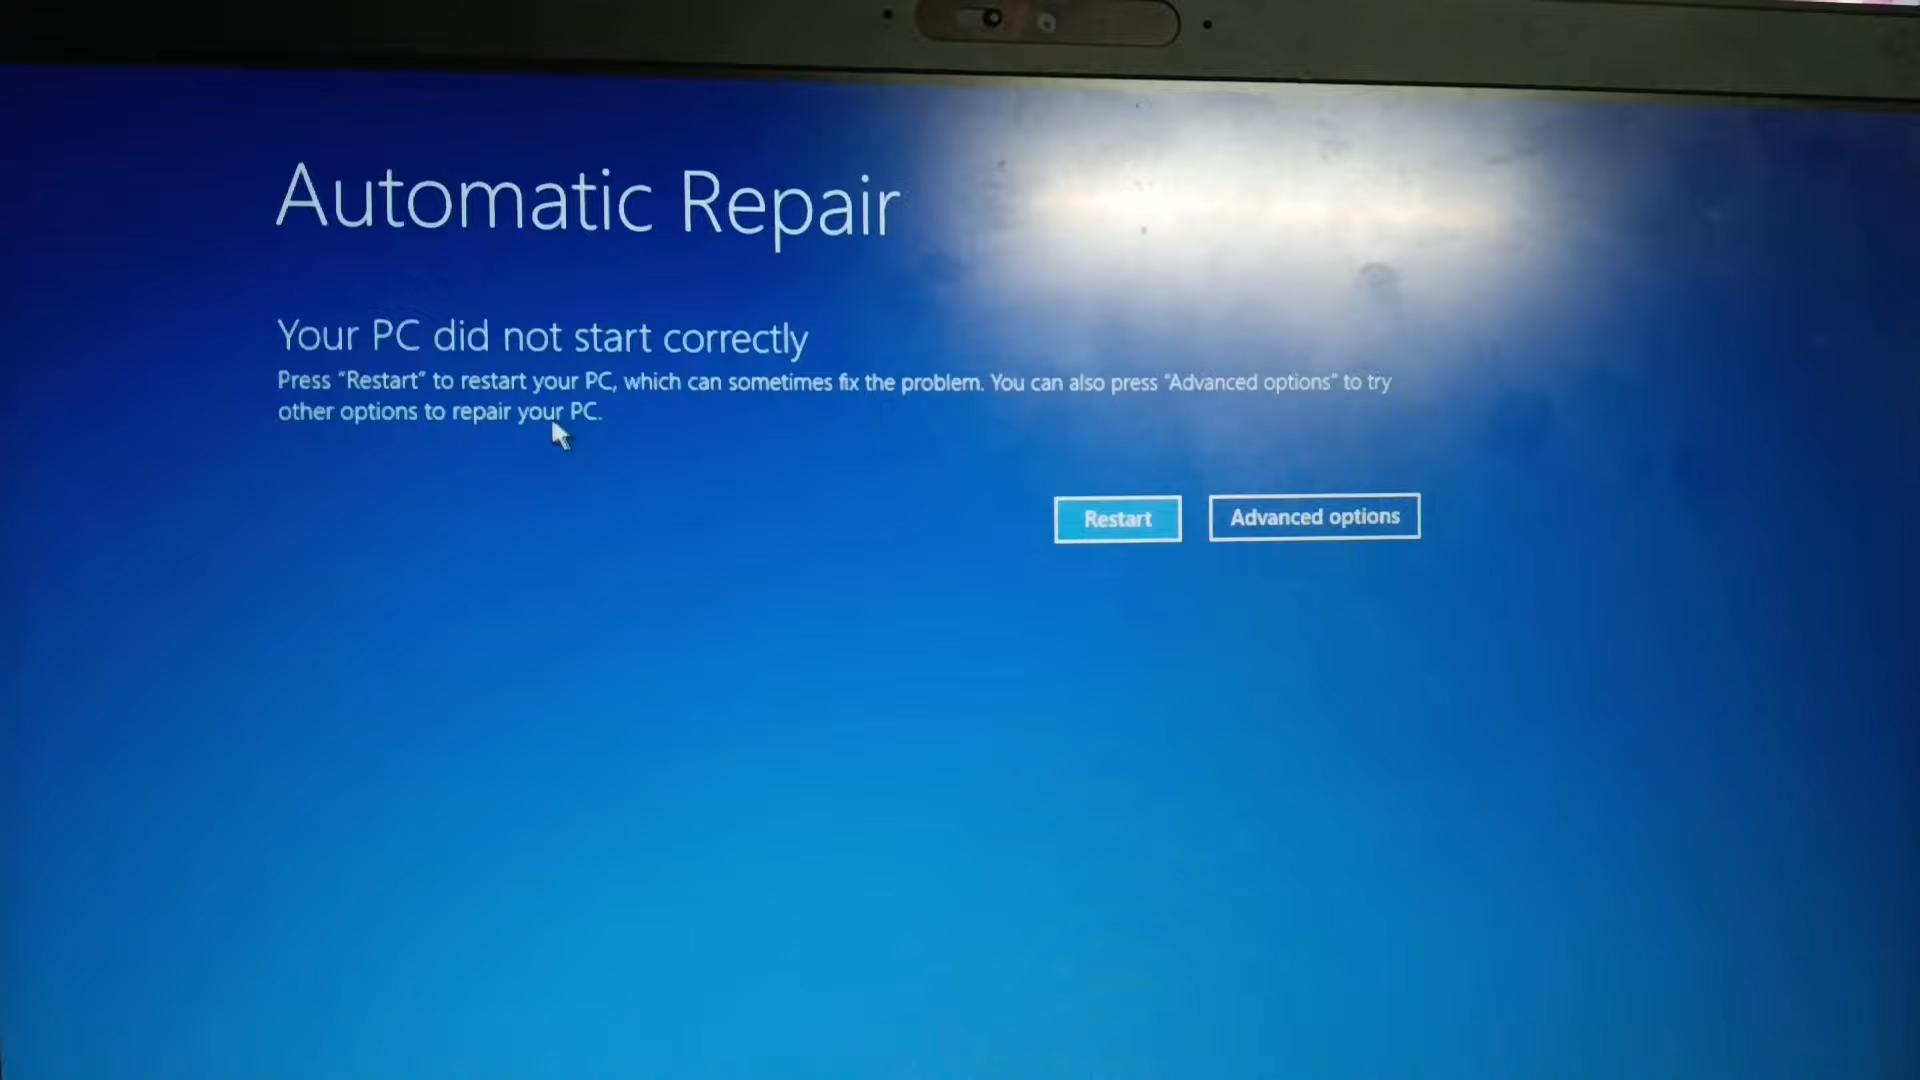 Automatic Repair
Your PC did not start correctly
Press “Restart” to restart your PC, which can sometimes fix the problem. You can also press “Advanced options” to try
other options to repair your PC.
Restart
Advanced options